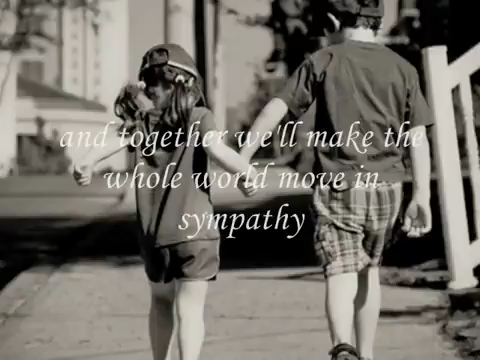 and together we'll make the
whole world move in
sympathy